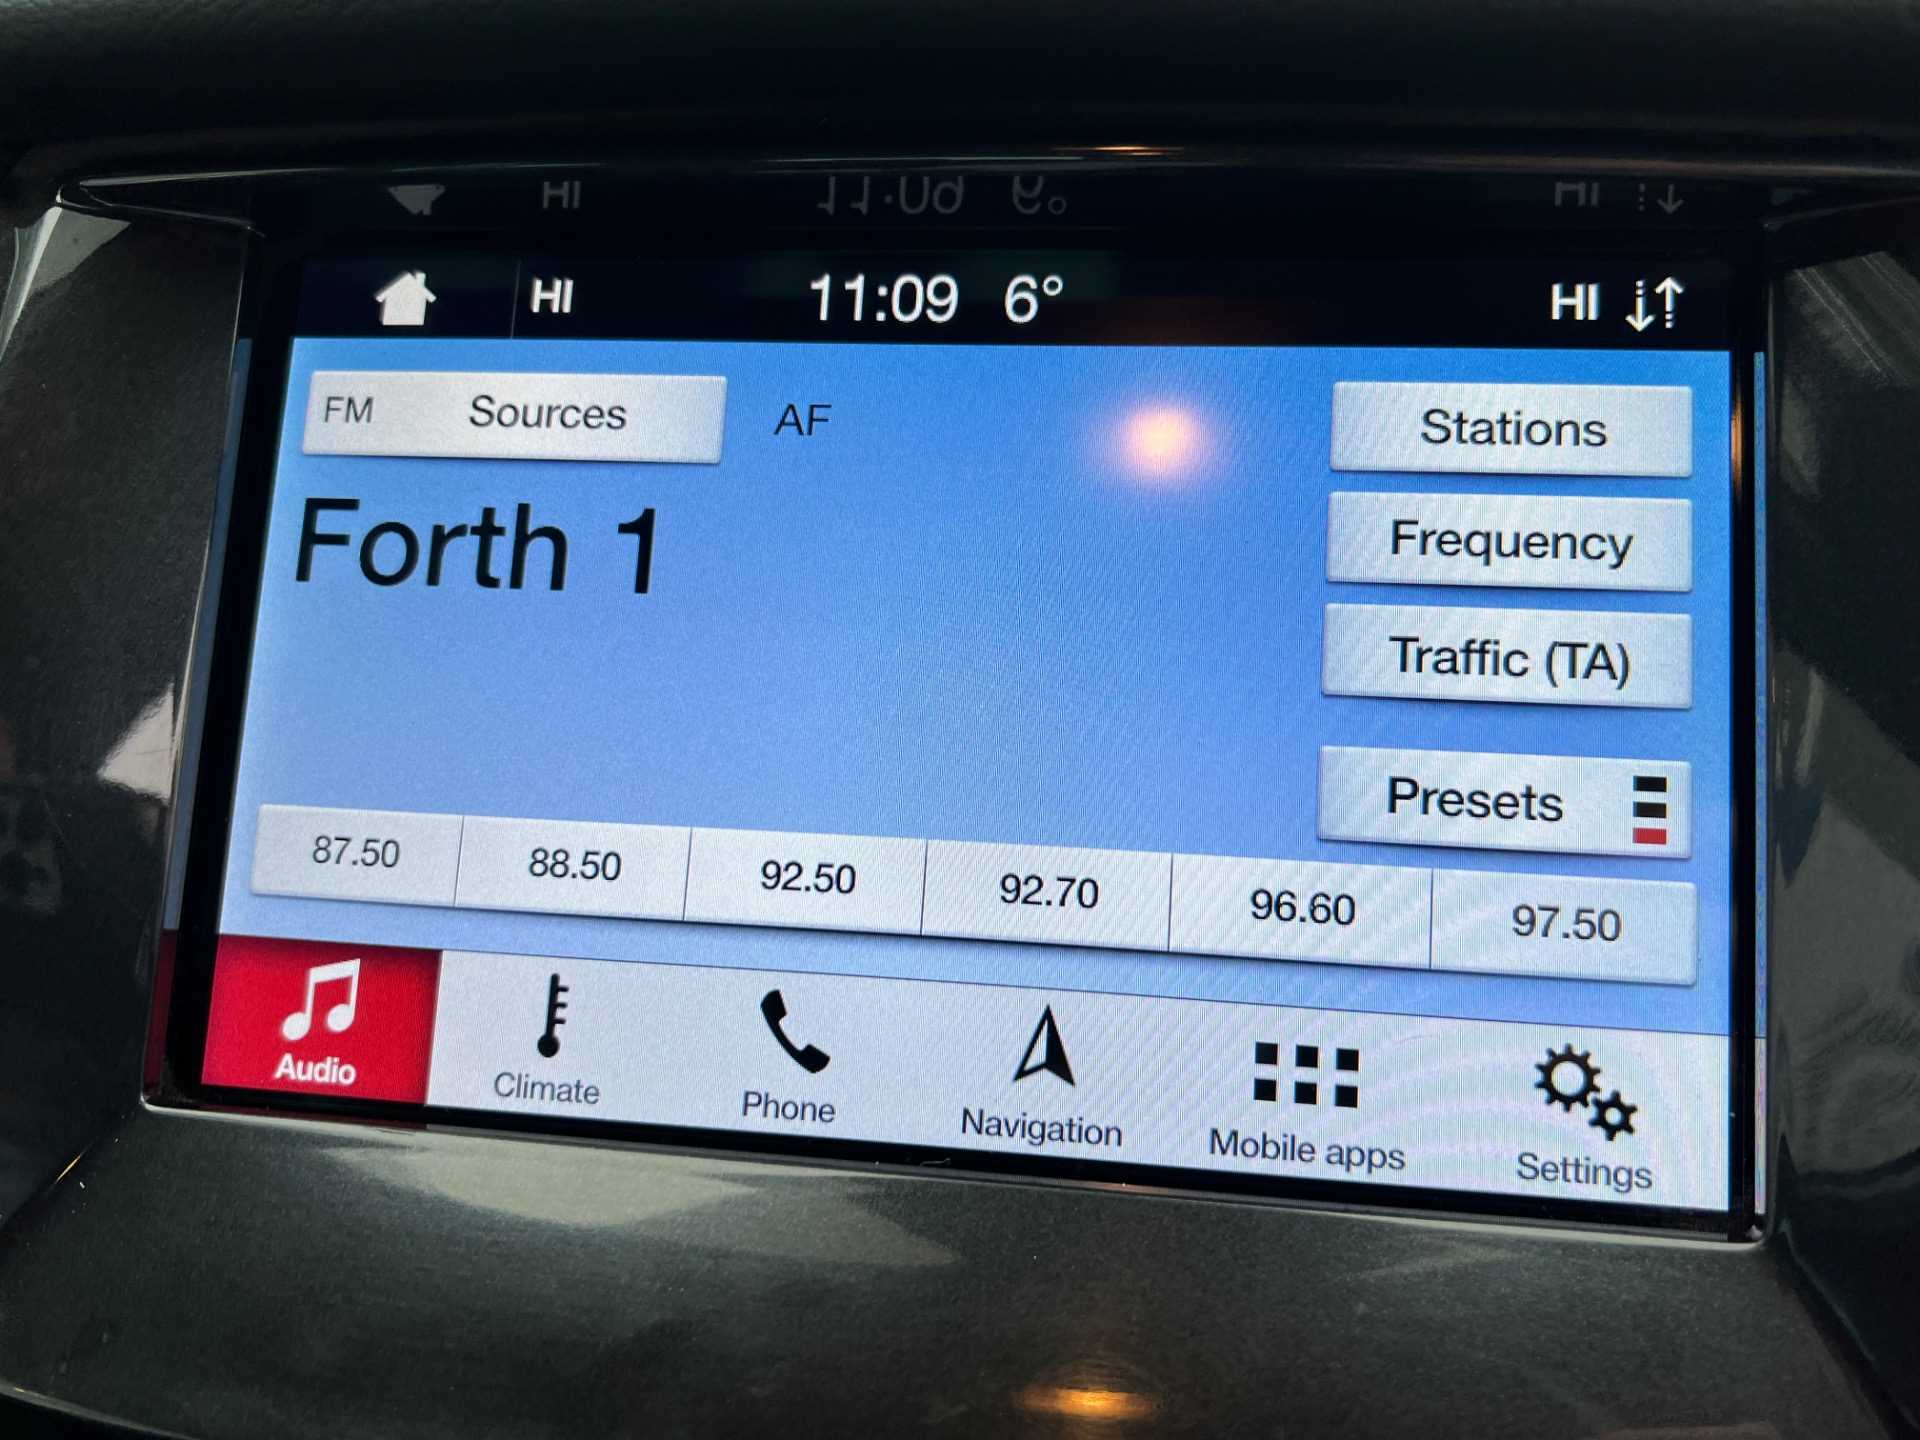 HI 11:09 6° HI
FM Sources AF Stations
Forth 1
Frequency
Traffic (TA)
Presets
87.50 88.50 92.50 92.70 96.60 97.50
Audio Climate Phone Navigation Mobile apps Settings